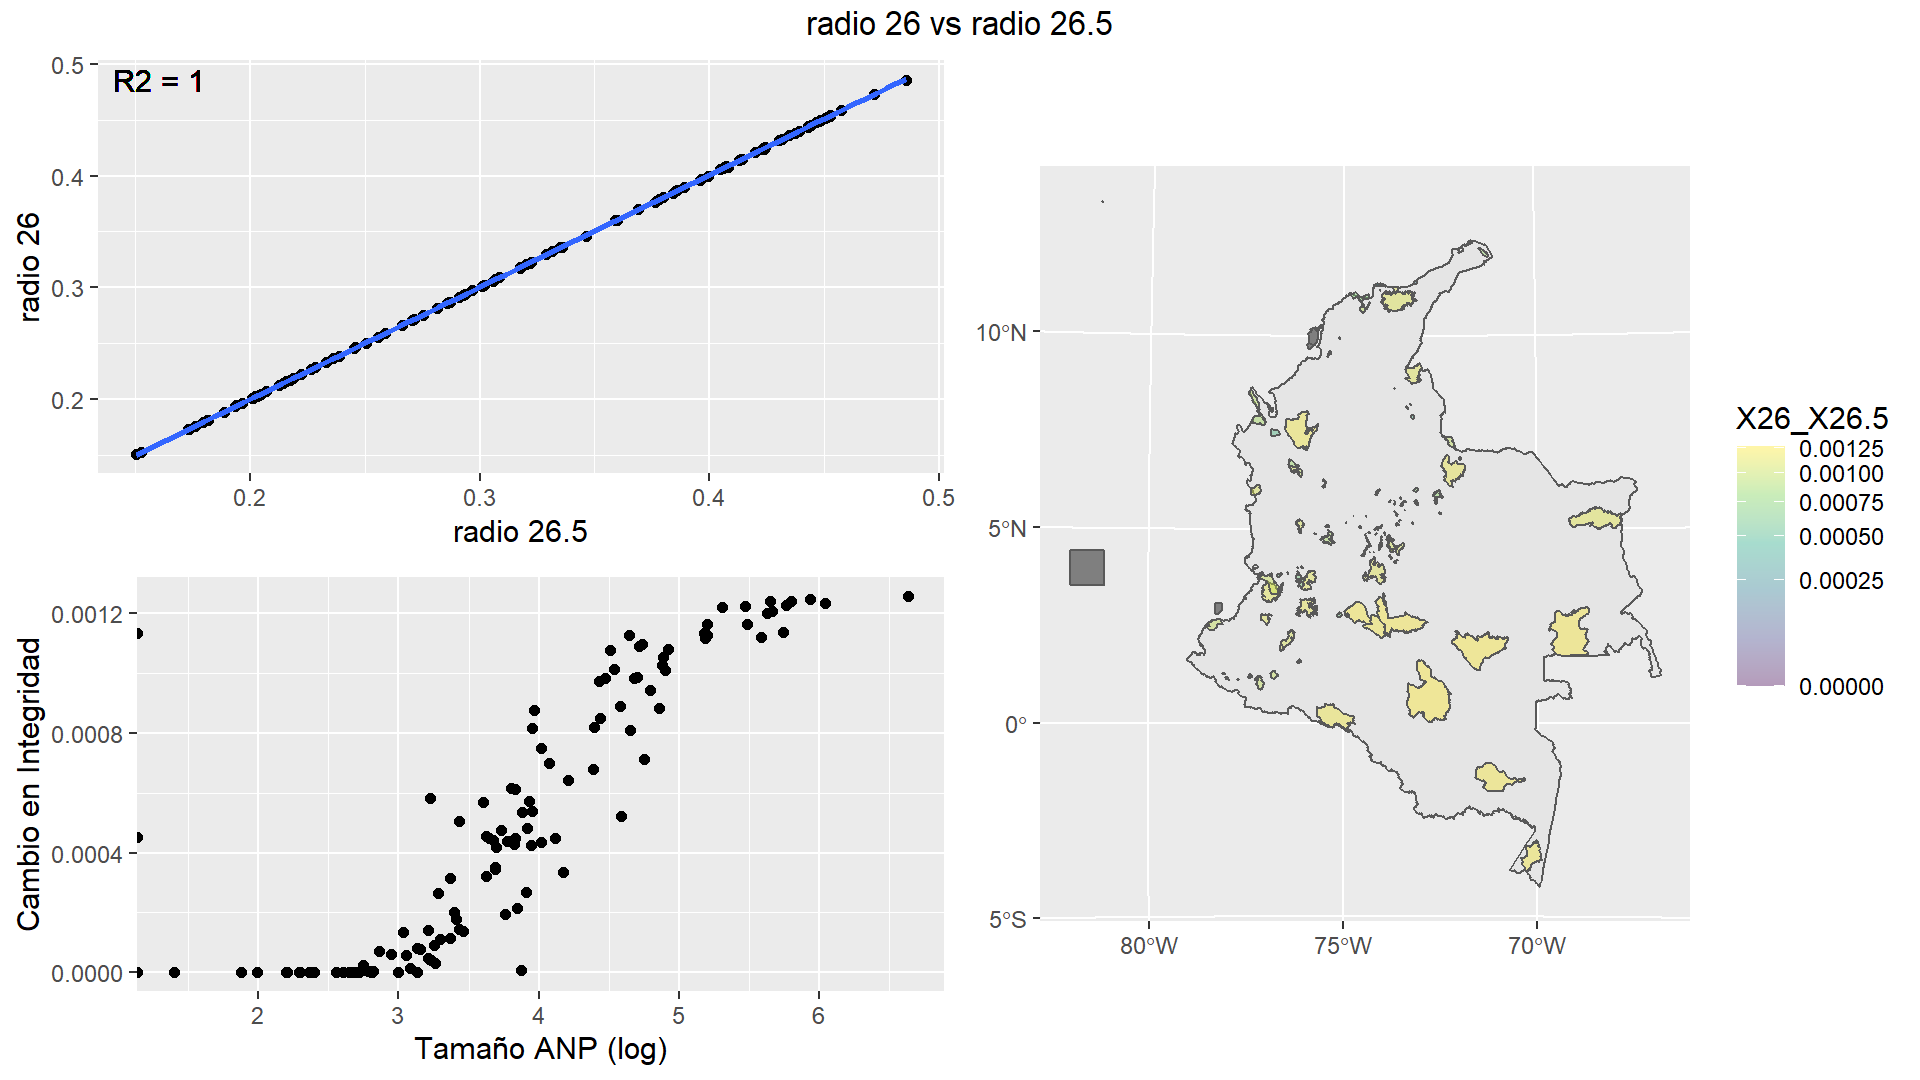 radio 26 vs radio 26.5
R2 = 1
0.5
0.4
0.3
0.2
radio 26
0.2
0.3
0.4
0.5
radio 26.5
0.0012
0.0008
0.0004
0.0000
Cambio en Integridad
2
3
4
5
6
Tamaño ANP (log)
10°N
5°N
0°
5°S
80°W
75°W
70°W
X26_X26.5
0.00125
0.00100
0.00075
0.00050
0.00025
0.00000